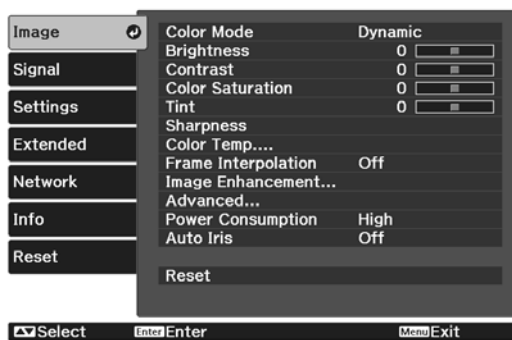 Image
Signal
Settings
Extended
Network
Info
Reset
Color Mode Dynamic
Brightness 0
Contrast 0
Color Saturation 0
Tint 0
Sharpness
Color Temp....
Frame Interpolation Off
Image Enhancement...
Advanced...
Power Consumption High
Auto Iris Off
Reset
Select Enter Enter Menu Exit